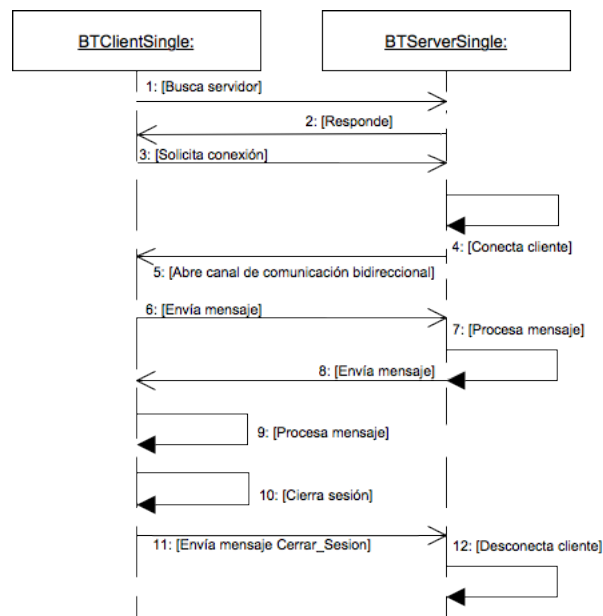 BTClientSingle:
BTServerSingle:
1: [Busca servidor]
2: [Responde]
3: [Solicita conexión]
4: [Conecta cliente]
5: [Abre canal de comunicación bidireccional]
6: [Envía mensaje]
7: [Procesa mensaje]
8: [Envía mensaje]
9: [Procesa mensaje]
10: [Cierra sesión]
11: [Envía mensaje Cerrar_Sesion]
12: [Desconecta cliente]